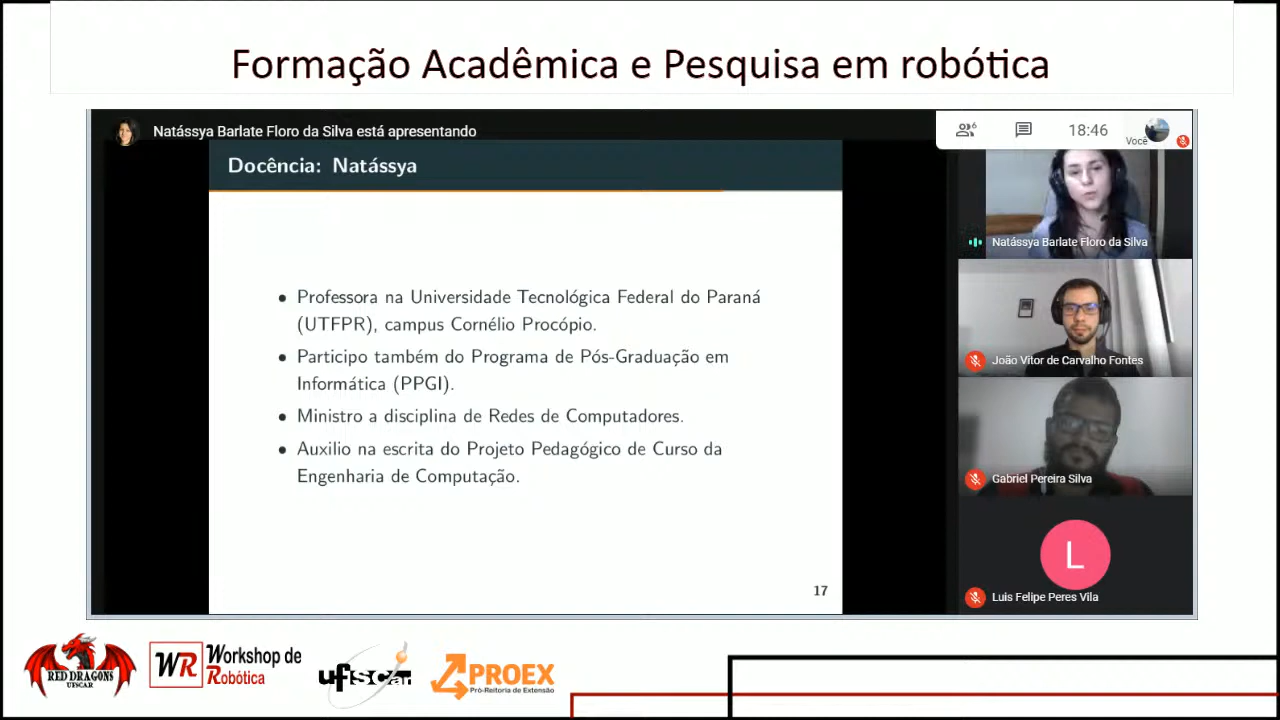 Formação Acadêmica e Pesquisa em robótica
Natássya Barlate Floro da Silva está apresentando
6
18:46
Você
Docência: Natássya
• Professora na Universidade Tecnológica Federal do Paraná
(UTFPR), campus Cornélio Procópio.
• Participo também do Programa de Pós-Graduação em
Informática (PPGI).
• Ministro a disciplina de Redes de Computadores.
• Auxilio na escrita do Projeto Pedagógico de Curso da
Engenharia de Computação.
17
Natássya Barlate Floro da Silva
João Vitor de Carvalho Fontes
Gabriel Pereira Silva
L
Luis Felipe Peres Vila
RED DRAGONS
UFSCAR
WR
Workshop de
Robótica
ufscar
PROEX
Pró-Reitoria de Extensão